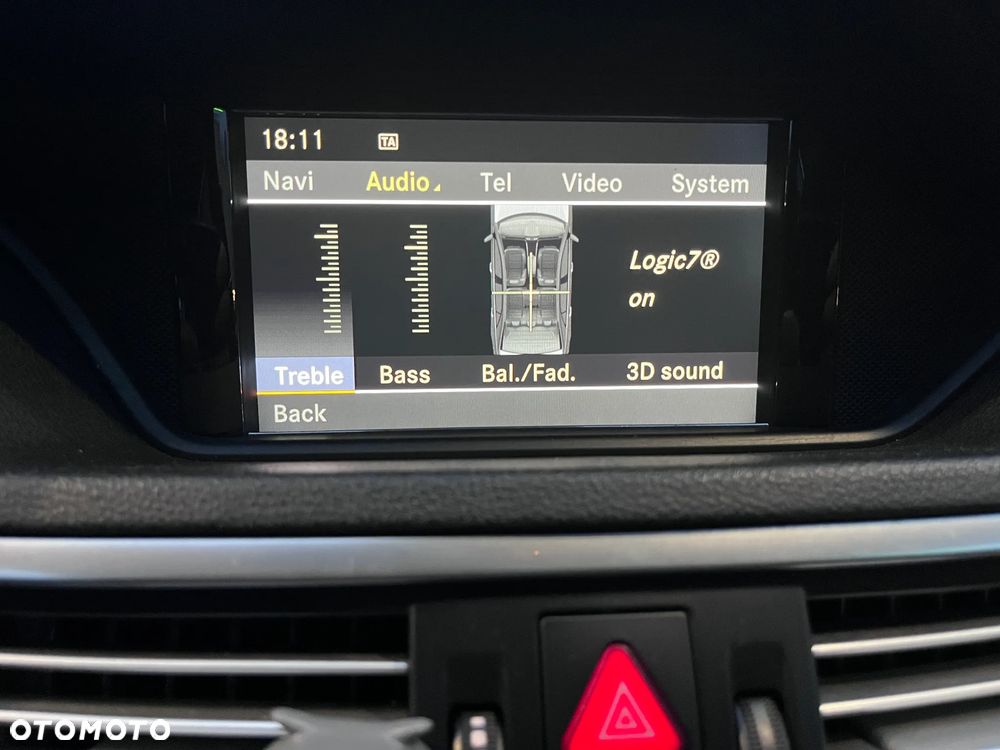 18:11 TA
Navi Audio Tel Video System
Logic7®
on
Treble Bass Bal./Fad. 3D sound
Back
OTOMOTO